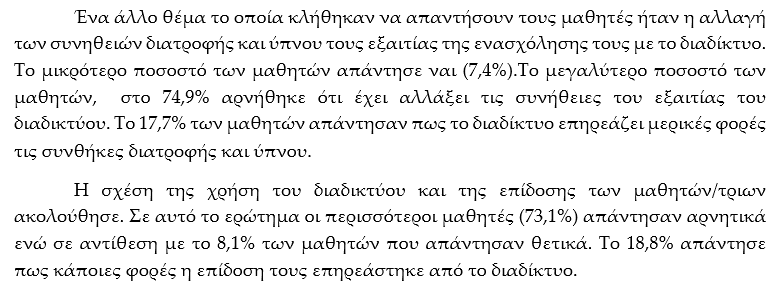 Ένα άλλο θέμα το οποία κλήθηκαν να απαντήσουν τους μαθητές ήταν η αλλαγή
των συνηθειών διατροφής και ύπνου τους εξαιτίας της ενασχόλησης τους με το διαδίκτυο.
Το μικρότερο ποσοστό των μαθητών απάντησε ναι (7,4%).Το μεγαλύτερο ποσοστό των
μαθητών, στο 74,9% αρνήθηκε ότι έχει αλλάξει τις συνήθειες του εξαιτίας του
διαδικτύου. Το 17,7% των μαθητών απάντησαν πως το διαδίκτυο επηρεάζει μερικές φορές
τις συνθήκες διατροφής και ύπνου.
Η σχέση της χρήση του διαδικτύου και της επίδοσης των μαθητών/τριων
ακολούθησε. Σε αυτό το ερώτημα οι περισσότεροι μαθητές (73,1%) απάντησαν αρνητικά
ενώ σε αντίθεση με το 8,1% των μαθητών που απάντησαν θετικά. Το 18,8% απάντησε
πως κάποιες φορές η επίδοση τους επηρεάστηκε από το διαδίκτυο.